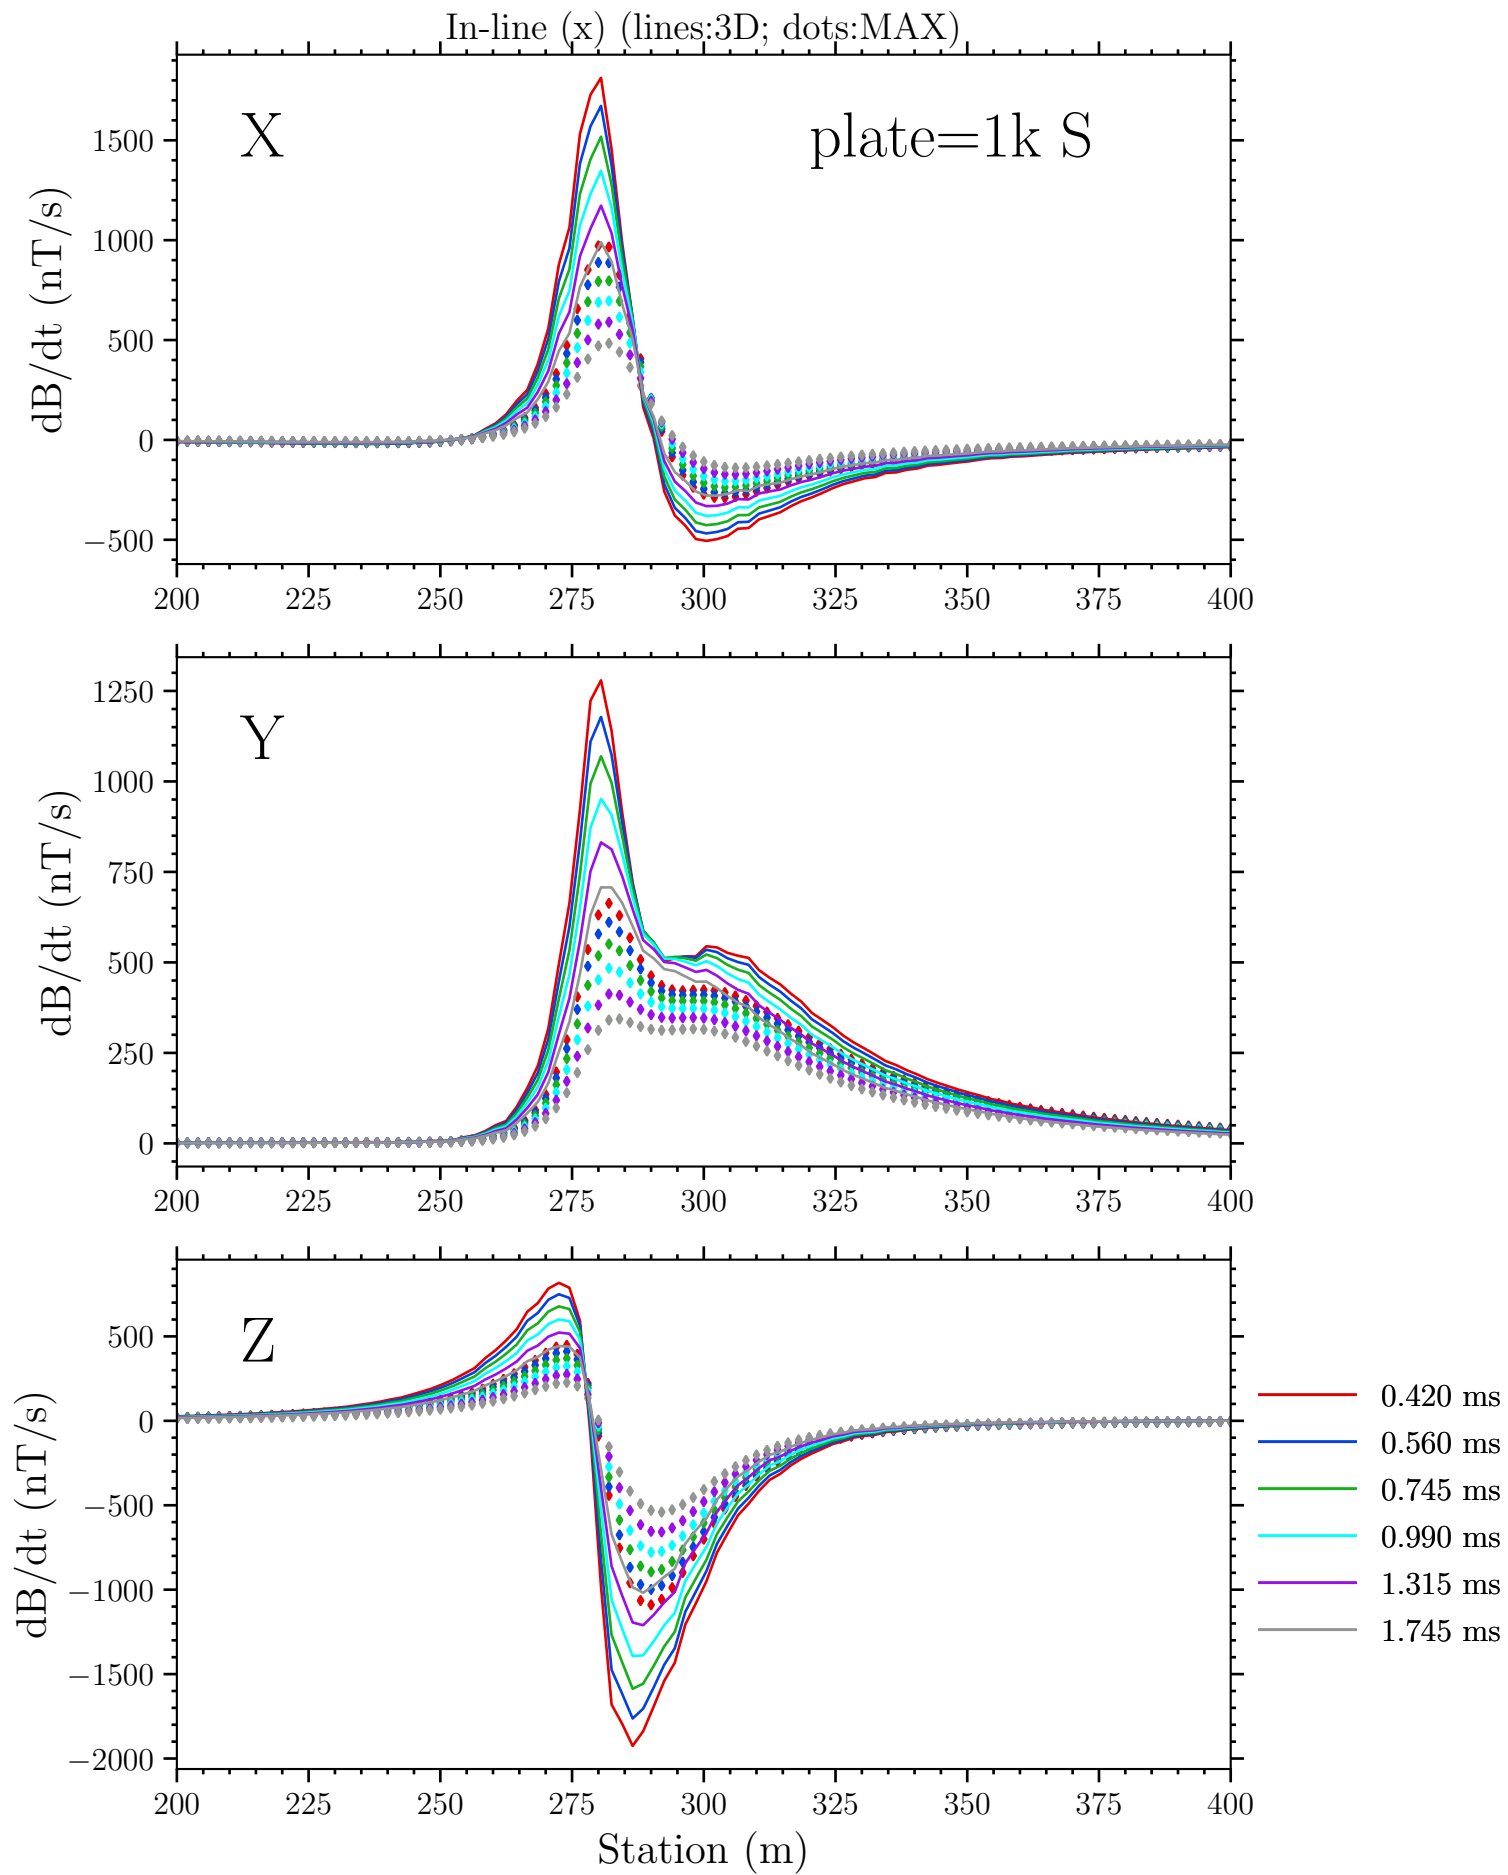 In-line (x) (lines:3D; dots:MAX)
X
plate=1k S
dB/dt (nT/s)
1500
1000
500
0
−500
200 225 250 275 300 325 350 375 400
Y
dB/dt (nT/s)
1250
1000
750
500
250
0
200 225 250 275 300 325 350 375 400
Z
dB/dt (nT/s)
500
0
−500
−1000
−1500
−2000
200 225 250 275 300 325 350 375 400
Station (m)
0.420 ms
0.560 ms
0.745 ms
0.990 ms
1.315 ms
1.745 ms